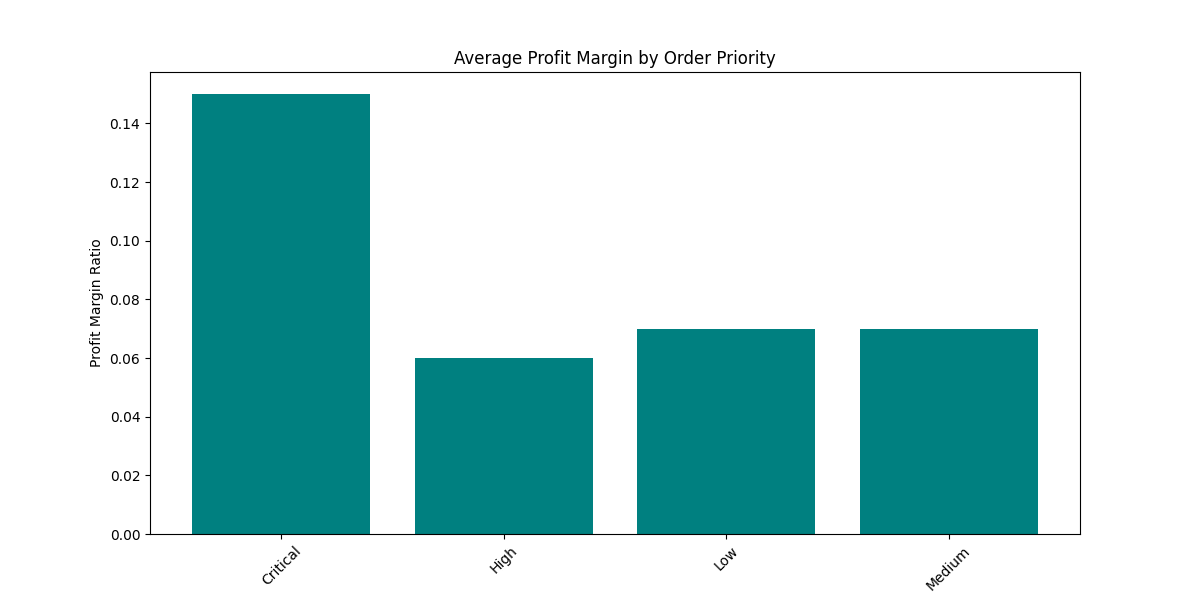 Average Profit Margin by Order Priority
Profit Margin Ratio
0.14
0.12
0.10
0.08
0.06
0.04
0.02
0.00
Critical
High
Low
Medium